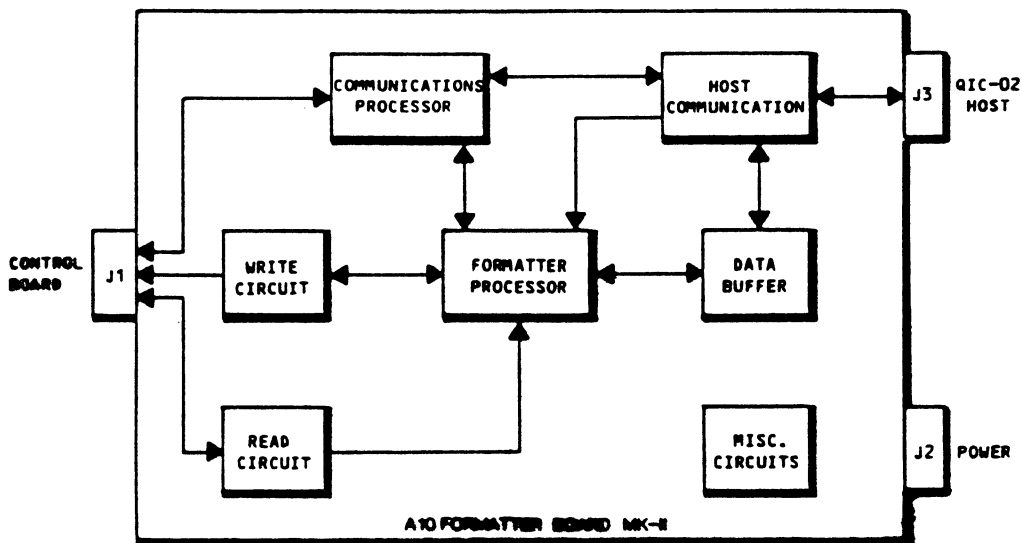 COMMUNICATIONS
PROCESSOR
HOST
COMMUNICATION
J3
QIC-02
HOST
CONTROL
BOARD
J1
WRITE
CIRCUIT
FORMATTER
PROCESSOR
DATA
BUFFER
READ
CIRCUIT
MISC.
CIRCUITS
J2
POWER
A10 FORMATTER BOARD MK-II